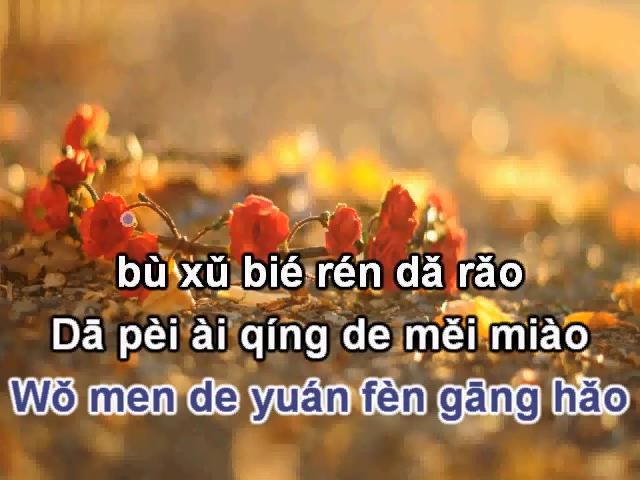 bù xǔ bié rén dǎ rǎo
Dā pèi ài qíng de měi miào
Wǒ men de yuán fèn gāng hǎo